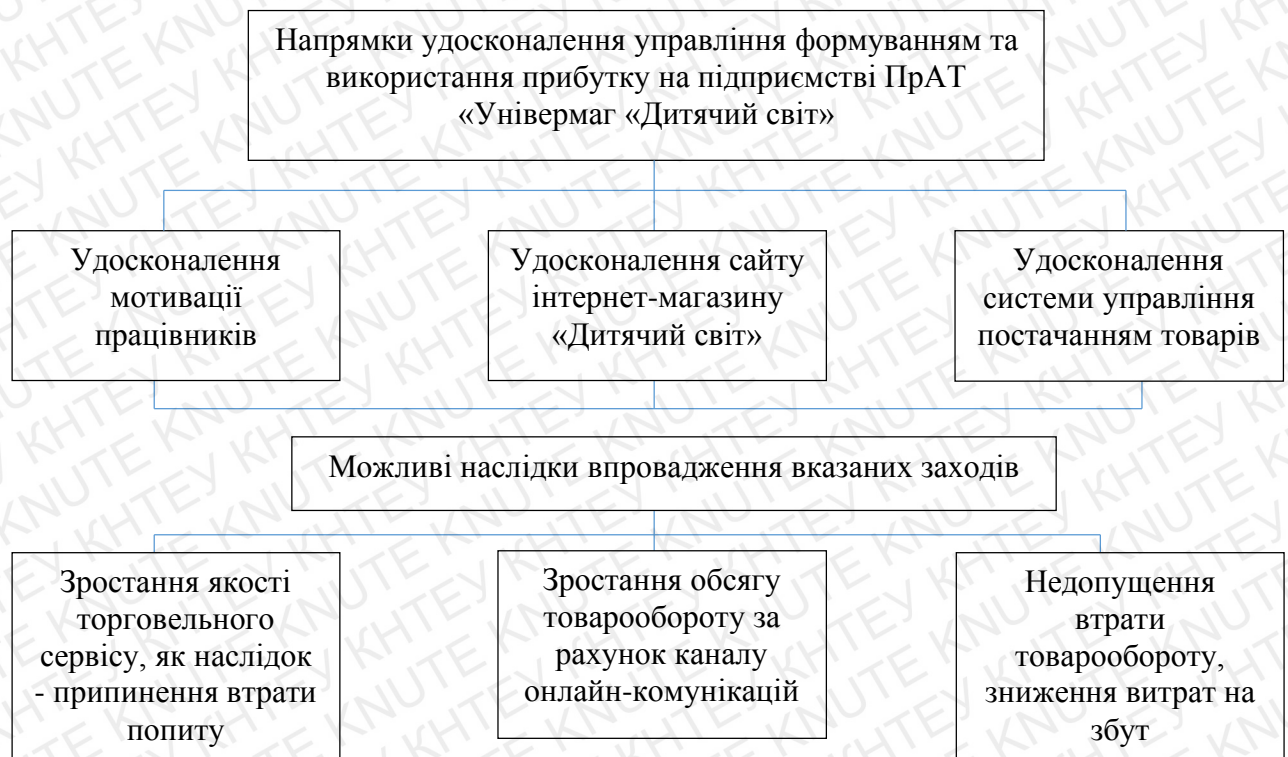 Напрямки удосконалення управління формуванням та
використання прибутку на підприємстві ПрАТ
«Універмаг «Дитячий світ»
Удосконалення
мотивації
працівників
Удосконалення сайту
інтернет-магазину
«Дитячий світ»
Удосконалення
системи управління
постачанням товарів
Можливі наслідки впровадження вказаних заходів
Зростання якості
торговельного
сервісу, як наслідок
- припинення втрати
попиту
Зростання обсягу
товарообороту за
рахунок каналу
онлайн-комунікацій
Недопущення
втрати
товарообороту,
зниження витрат на
збут